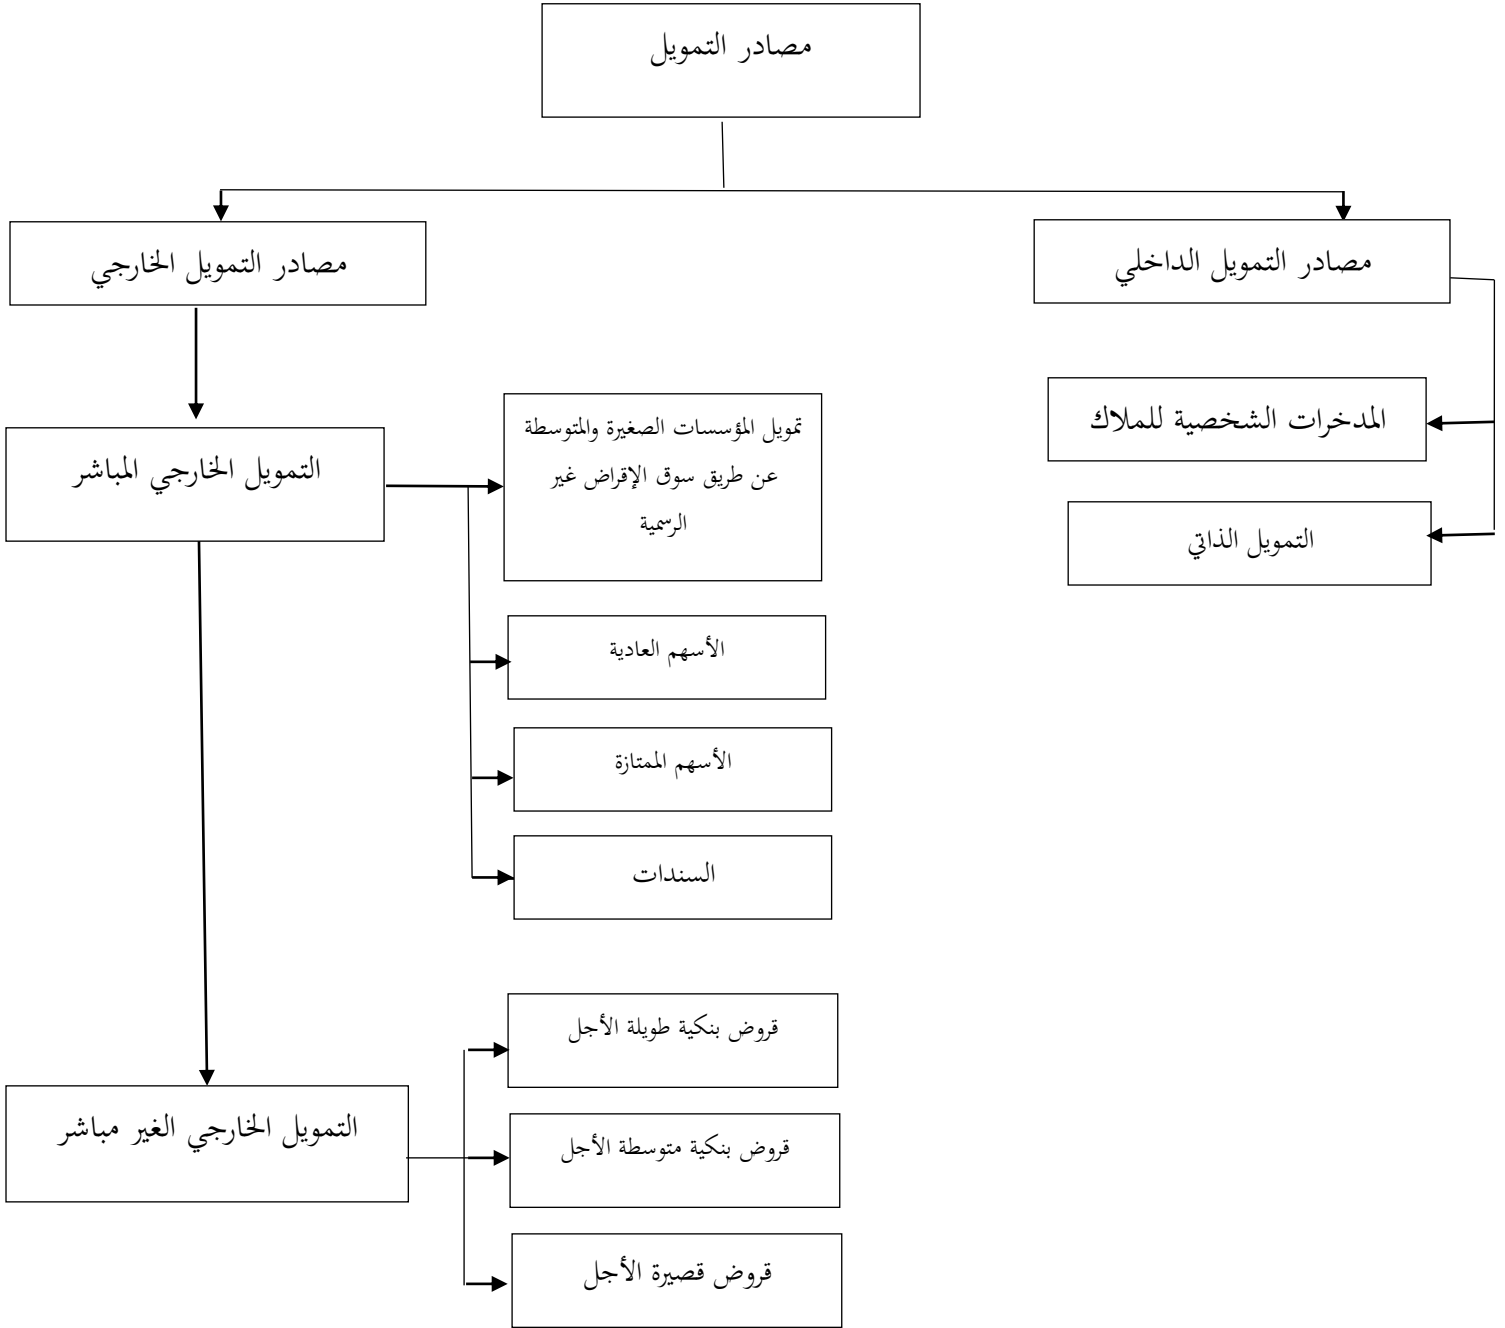 مصادر التمويل
مصادر التمويل الداخلي
مصادر التمويل الخارجي
المدخرات الشخصية للملاك
التمويل الذاتي
التمويل الخارجي المباشر
تمويل المؤسسات الصغيرة والمتوسطة
عن طريق سوق الإقراض غير
الرسمية
الأسهم العادية
الأسهم الممتازة
السندات
التمويل الخارجي الغير مباشر
قروض بنكية طويلة الأجل
قروض بنكية متوسطة الأجل
قروض قصيرة الأجل